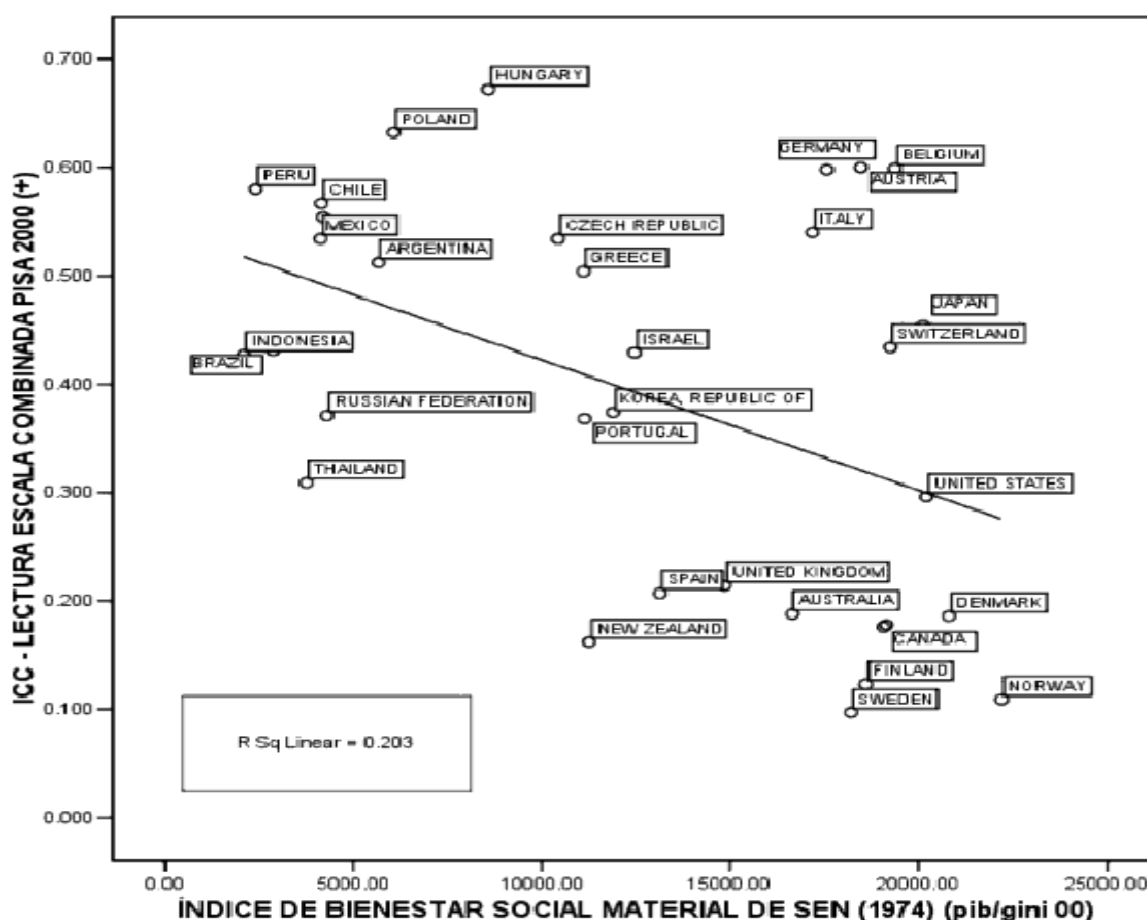 ICC - LECTURA ESCALA COMBINADA PISA 2000 (+)
0.700
0.600
0.500
0.400
0.300
0.200
0.100
0.000
HUNGARY
POLAND
GERMANY
BELGIUM
AUSTRIA
PERU
CHILE
MEXICO
ITALY
CZECH REPUBLIC
ARGENTINA
GREECE
JAPAN
SWITZERLAND
INDONESIA
BRAZIL
ISRAEL
RUSSIAN FEDERATION
KOREA, REPUBLIC OF
PORTUGAL
THAILAND
UNITED STATES
SPAIN
UNITED KINGDOM
AUSTRALIA
DENMARK
NEW ZEALAND
CANADA
FINLAND
NORWAY
SWEDEN
R Sq Linear = 0.203
0.00 5000.00 10000.00 15000.00 20000.00 25000.00
ÍNDICE DE BIENESTAR SOCIAL MATERIAL DE SEN (1974) (pib/gini 00)